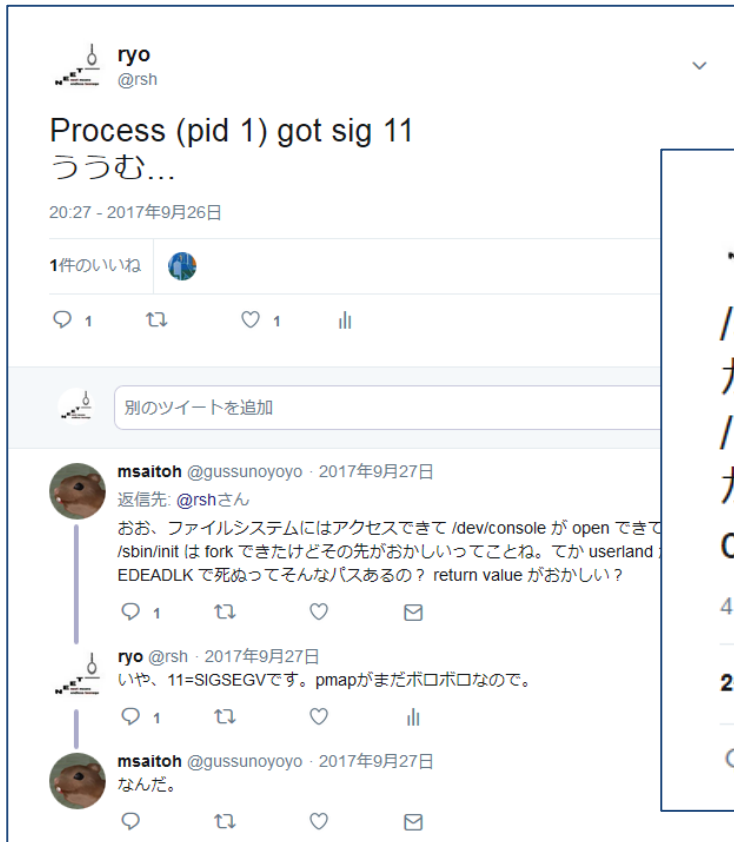 ryo
@rsh
Process (pid 1) got sig 11
ううむ...
20:27 - 2017年9月26日
1件のいいね
1
1
別のツイートを追加
msaitoh @gussunoyoyo · 2017年9月27日
返信先: @rshさん
おお、ファイルシステムにはアクセスできて /dev/console が open できて
/sbin/init は fork できたけどその先がおかしいってことね。てか userland
EDEADLK で死ぬってそんなパスあるの? return value がおかしい?
1
ryo @rsh · 2017年9月27日
いや、11=SIGSEGVです。pmapがまだボロボロなので。
1
msaitoh @gussunoyoyo · 2017年9月27日
なんだ。
/
/
4
2